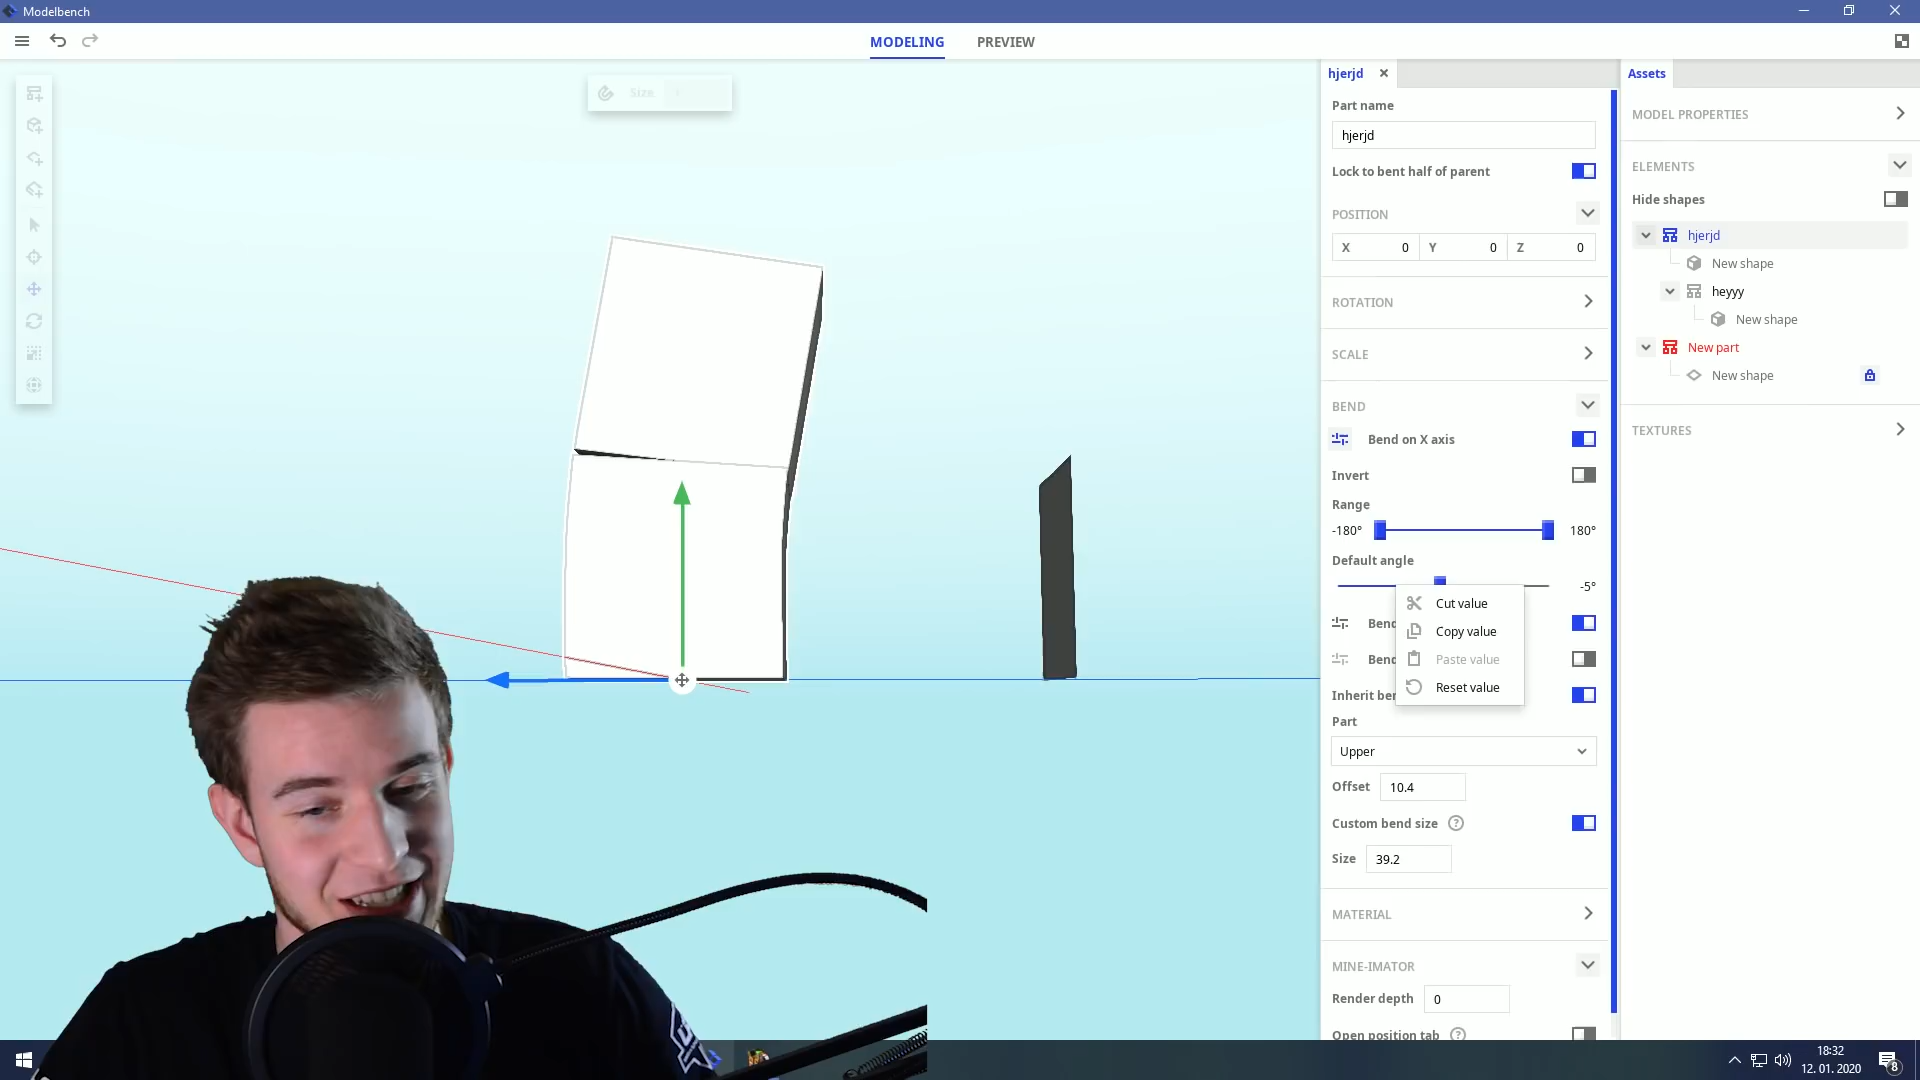 Modelbench
MODELING
PREVIEW
Size
hjerjd
Part name
hjerjd
Lock to bent half of parent
POSITION
X 0 Y 0 Z 0
ROTATION
SCALE
BEND
Bend on X axis
Invert
Range
-180° 180°
Default angle
-5°
Cut value
Copy value
Paste value
Reset value
Bend
Bend
Inherit ben
Part
Upper
Offset 10.4
Custom bend size ?
Size 39.2
MATERIAL
MINE-IMATOR
Render depth 0
Open position tab ?
Assets
MODEL PROPERTIES
ELEMENTS
Hide shapes
hjerjd
New shape
heyyy
New shape
New part
New shape
TEXTURES
18:32
12. 01. 2020
8